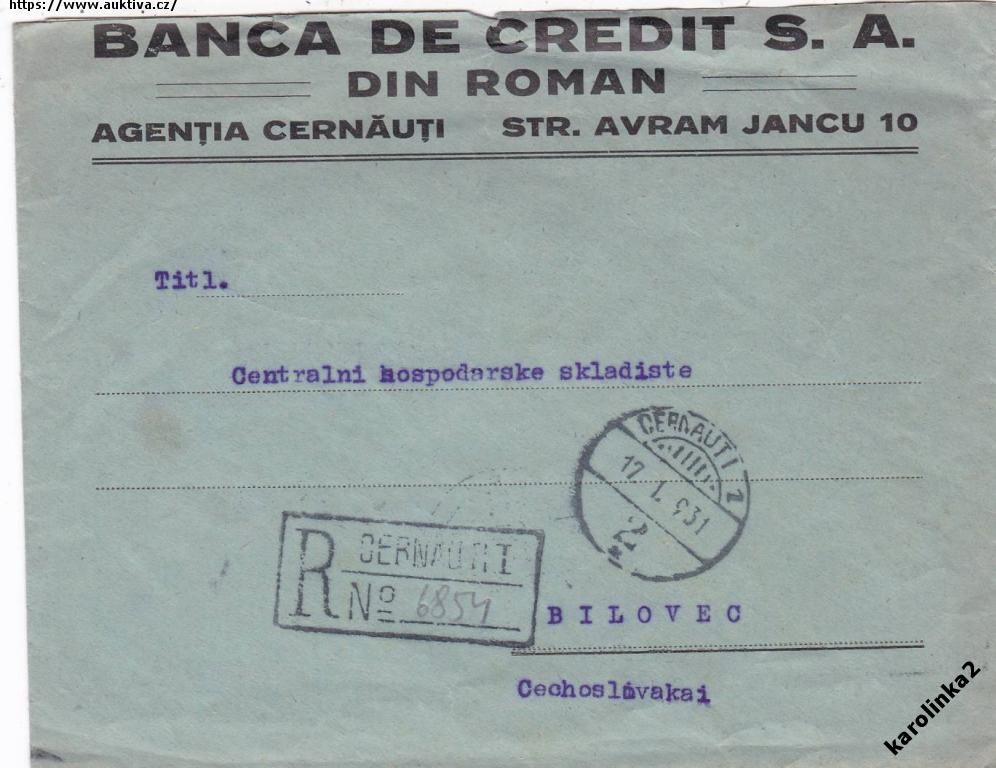 https://www.auktiva.cz/
BANCA DE CREDIT S. A.
DIN ROMAN
AGENȚIA CERNĂUȚI STR. AVRAM JANCU 10
Titl.
Centralni hospodarske skladiste
CERNAUTI 1
17 I. 931
2
*
R CERNAUTI I
No 6854
BILOVEC
Cechoslovakai
karolinka2